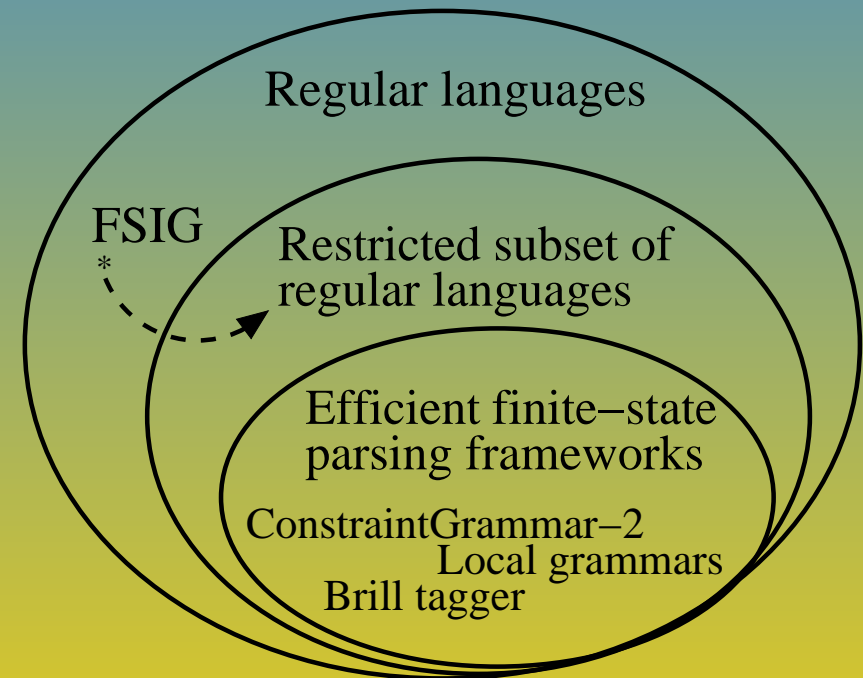 Regular languages
FSIG
*
Restricted subset of
regular languages
Efficient finite−state
parsing frameworks
ConstraintGrammar−2
Local grammars
Brill tagger